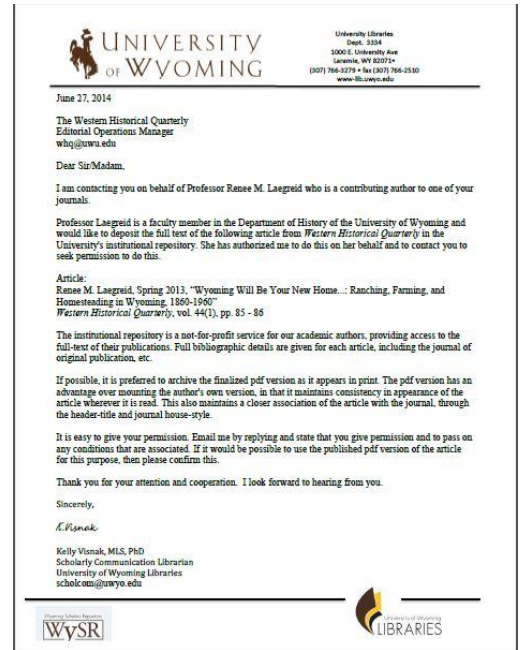 UNIVERSITY
OF WYOMING
University Libraries
Dept. 3334
1000 E. University Ave
Laramie, WY 82071•
(307) 766-3279 • fax (307) 766-2510
www-lib.uwyo.edu
June 27, 2014
The Western Historical Quarterly
Editorial Operations Manager
whq@uwu.edu
Dear Sir/Madam,
I am contacting you on behalf of Professor Renee M. Laegreid who is a contributing author to one of your
journals.
Professor Laegreid is a faculty member in the Department of History of the University of Wyoming and
would like to deposit the full text of the following article from Western Historical Quarterly in the
University's institutional repository. She has authorized me to do this on her behalf and to contact you to
seek permission to do this.
Article:
Renee M. Laegreid, Spring 2013, “Wyoming Will Be Your New Home...: Ranching, Farming, and
Homesteading in Wyoming, 1860-1960”
Western Historical Quarterly, vol. 44(1), pp. 85 - 86
The institutional repository is a not-for-profit service for our academic authors, providing access to the
full-text of their publications. Full bibliographic details are given for each article, including the journal of
original publication, etc.
If possible, it is preferred to archive the finalized pdf version as it appears in print. The pdf version has an
advantage over mounting the author's own version, in that it maintains consistency in appearance of the
article wherever it is read. This also maintains a closer association of the article with the journal, through
the header-title and journal house-style.
It is easy to give your permission. Email me by replying and state that you give permission and to pass on
any conditions that are associated. If it would be possible to use the published pdf version of the article
for this purpose, then please confirm this.
Thank you for your attention and cooperation. I look forward to hearing from you.
Sincerely,
K.Visnak
Kelly Visnak, MLS, PhD
Scholarly Communication Librarian
University of Wyoming Libraries
scholcom@uwyo.edu
Wyoming Scholars Repository
WySR
University of Wyoming
LIBRARIES